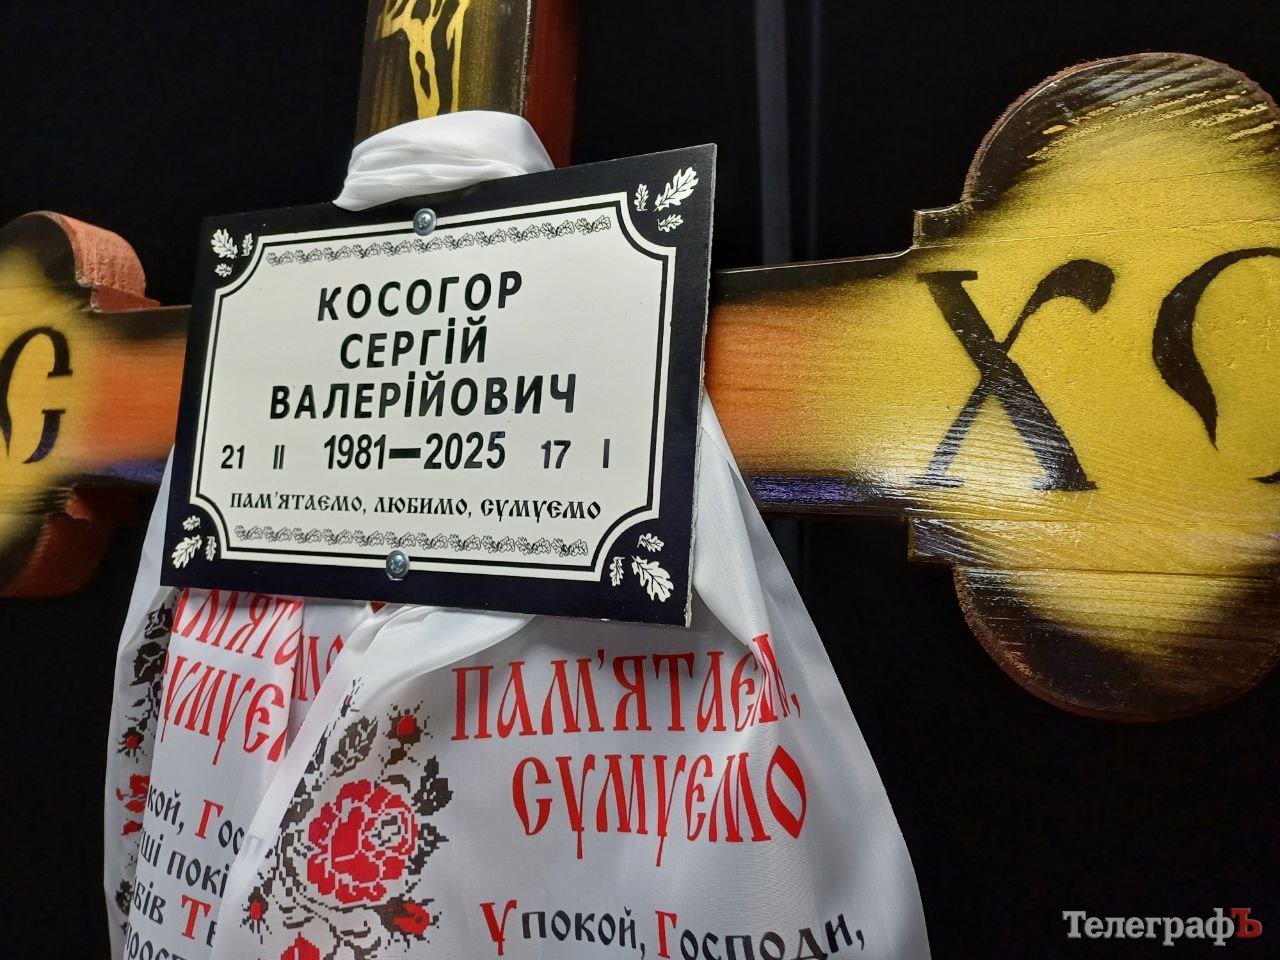 КОСОГОР
СЕРГІЙ
ВАЛЕРІЙОВИЧ
21 II 1981—2025 17 I
ПАМ'ЯТАЄМО, ЛЮБИМО, СУМУЄМО
С
ХС
ПАМ'ЯТАЄМ,
СУМУЄМО
Упокой, Господи,
ТелеграфЪ